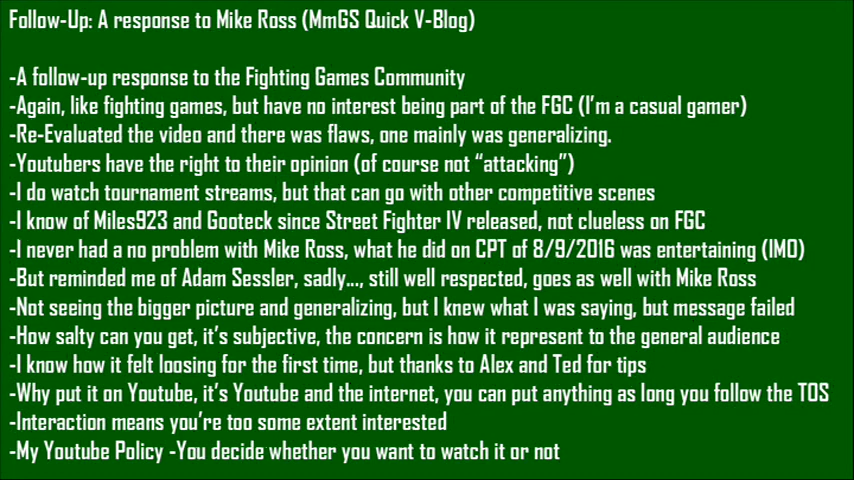 Follow-Up: A response to Mike Ross (MmGS Quick V-Blog)
-A follow-up response to the Fighting Games Community
-Again, like fighting games, but have no interest being part of the FGC (I'm a casual gamer)
-Re-Evaluated the video and there was flaws, one mainly was generalizing.
-Youtubers have the right to their opinion (of course not "attacking")
-I do watch tournament streams, but that can go with other competitive scenes
-I know of Miles923 and Gooteck since Street Fighter IV released, not clueless on FGC
-I never had a no problem with Mike Ross, what he did on CPT of 8/9/2016 was entertaining (IMO)
-But reminded me of Adam Sessler, sadly..., still well respected, goes as well with Mike Ross
-Not seeing the bigger picture and generalizing, but I knew what I was saying, but message failed
-How salty can you get, it's subjective, the concern is how it represent to the general audience
-I know how it felt loosing for the first time, but thanks to Alex and Ted for tips
-Why put it on Youtube, it's Youtube and the internet, you can put anything as long you follow the TOS
-Interaction means you're too some extent interested
-My Youtube Policy -You decide whether you want to watch it or not